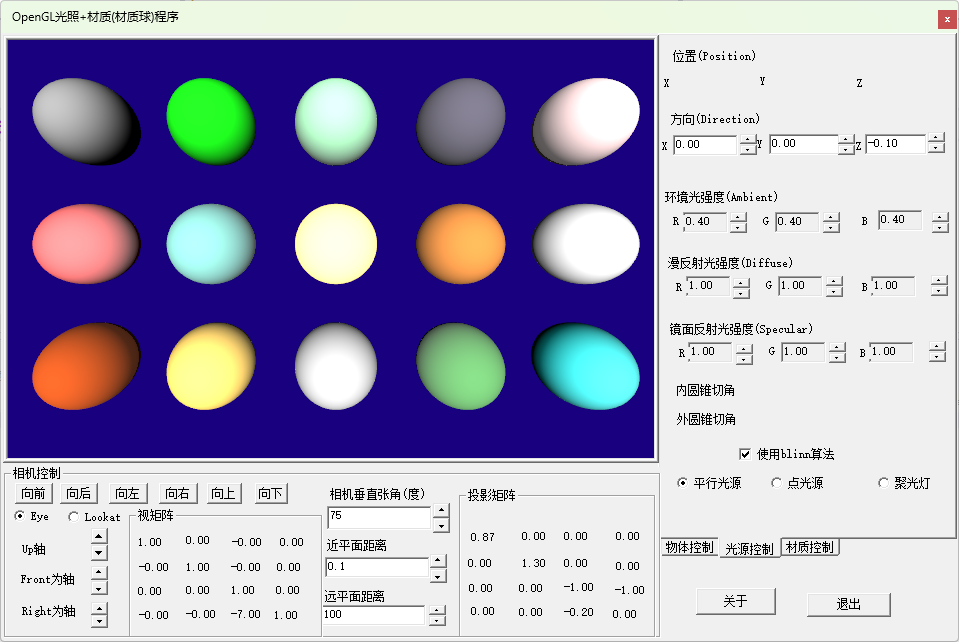 OpenGL光照+材质(材质球)程序
x
位置(Position)
X Y Z
方向(Direction)
X 0.00 Y 0.00 Z -0.10
环境光强度(Ambient)
R 0.40 G 0.40 B 0.40
漫反射光强度(Diffuse)
R 1.00 G 1.00 B 1.00
镜面反射光强度(Specular)
R 1.00 G 1.00 B 1.00
内圆锥切角
外圆锥切角
使用blinn算法
平行光源 点光源 聚光灯
物体控制 光源控制 材质控制
关于 退出
相机控制
向前 向后 向左 向右 向上 向下
Eye Lookat
Up轴
Front为轴
Right为轴
视矩阵
1.00 0.00 -0.00 0.00
-0.00 1.00 -0.00 0.00
0.00 0.00 1.00 0.00
-0.00 -0.00 -7.00 1.00
相机垂直张角(度)
75
近平面距离
0.1
远平面距离
100
投影矩阵
0.87 0.00 0.00 0.00
0.00 1.30 0.00 0.00
0.00 0.00 -1.00 -1.00
0.00 0.00 -0.20 0.00